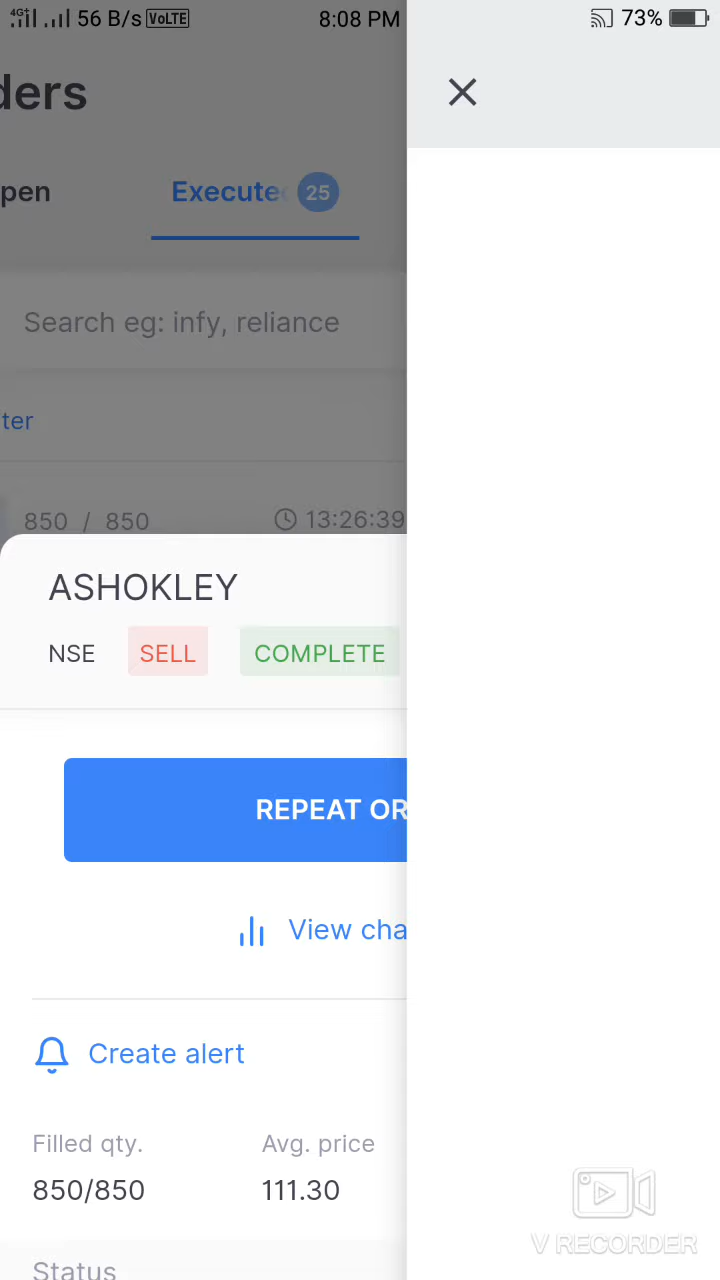 4G+ 56 B/s VoLTE 8:08 PM 73%
ders
pen Execute 25
Search eg: infy, reliance
ter
850 / 850 13:26:39
ASHOKLEY
NSE SELL COMPLETE
REPEAT OR
View cha
Create alert
Filled qty. Avg. price
850/850 111.30
Status
V RECORDER